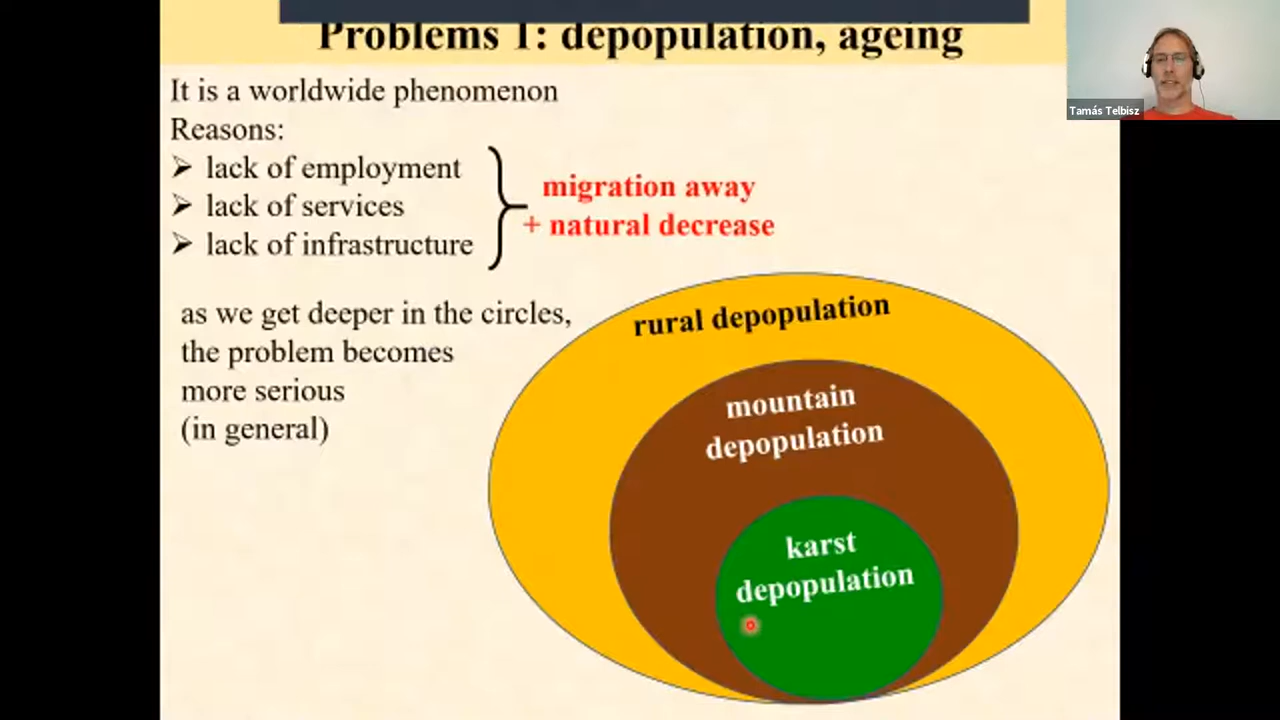 Problems 1: depopulation, ageing
Tamás Telbisz
It is a worldwide phenomenon
Reasons:
➢ lack of employment
➢ lack of services
➢ lack of infrastructure
migration away
+ natural decrease
as we get deeper in the circles,
the problem becomes
more serious
(in general)
rural depopulation
mountain
depopulation
karst
depopulation